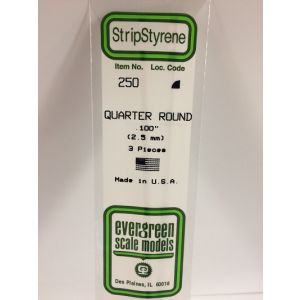 StripStyrene
Item No. Loc. Code
250
QUARTER ROUND
.100"
(2.5 mm)
3 Pieces
Made in U.S.A.
evergreen
scale models
Des Plaines, IL 60018